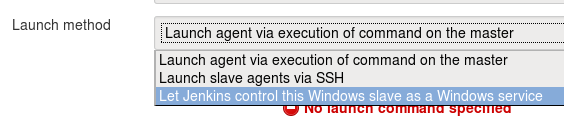 Launch method
Launch agent via execution of command on the master
Launch agent via execution of command on the master
Launch slave agents via SSH
Let Jenkins control this Windows slave as a Windows service
No launch command specified